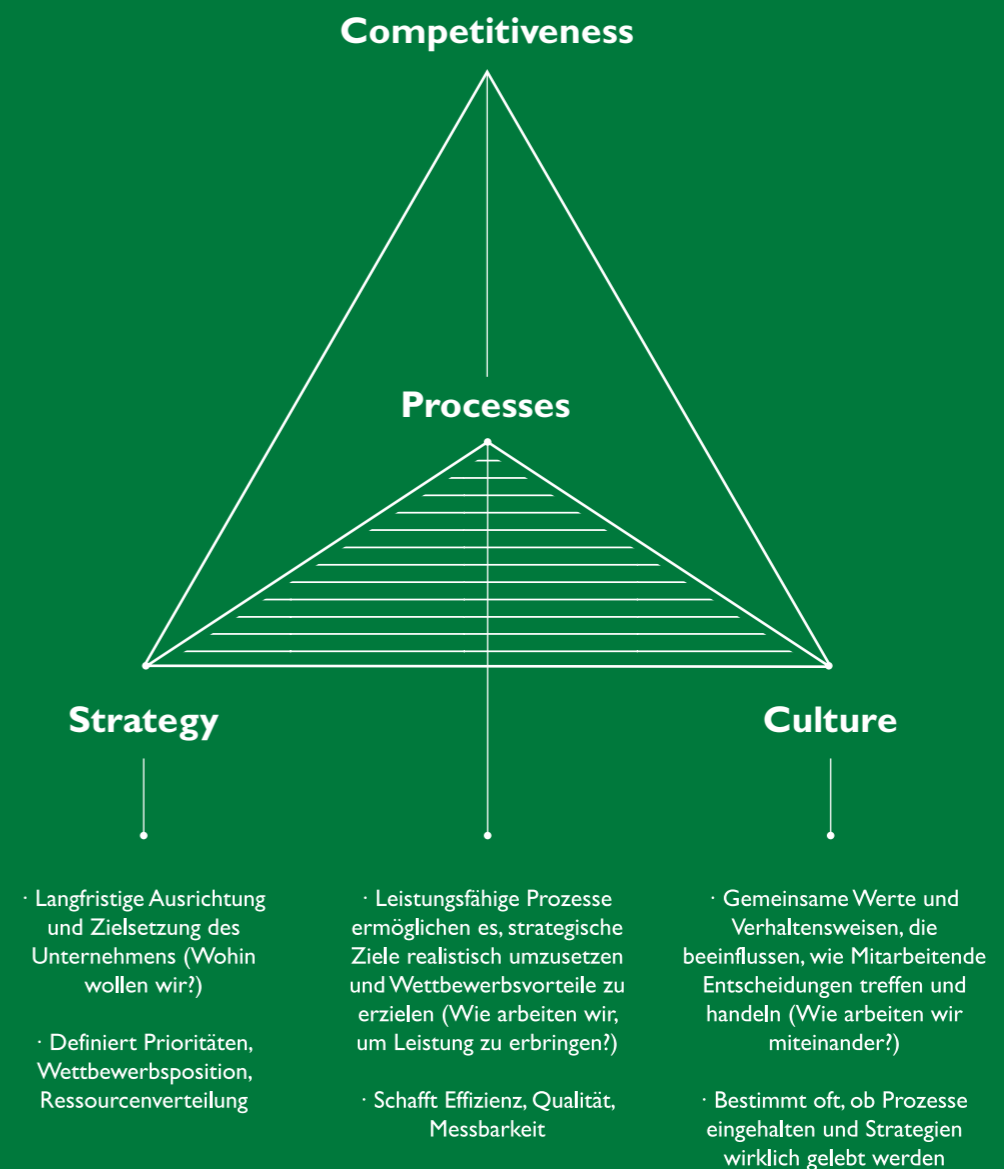 Competitiveness
Processes
Strategy
Culture
· Langfristige Ausrichtung
und Zielsetzung des
Unternehmens (Wohin
wollen wir?)
· Definiert Prioritäten,
Wettbewerbsposition,
Ressourcenverteilung
· Leistungsfähige Prozesse
ermöglichen es, strategische
Ziele realistisch umzusetzen
und Wettbewerbsvorteile zu
erzielen (Wie arbeiten wir,
um Leistung zu erbringen?)
· Schafft Effizienz, Qualität,
Messbarkeit
· Gemeinsame Werte und
Verhaltensweisen, die
beeinflussen, wie Mitarbeitende
Entscheidungen treffen und
handeln (Wie arbeiten wir
miteinander?)
· Bestimmt oft, ob Prozesse
eingehalten und Strategien
wirklich gelebt werden